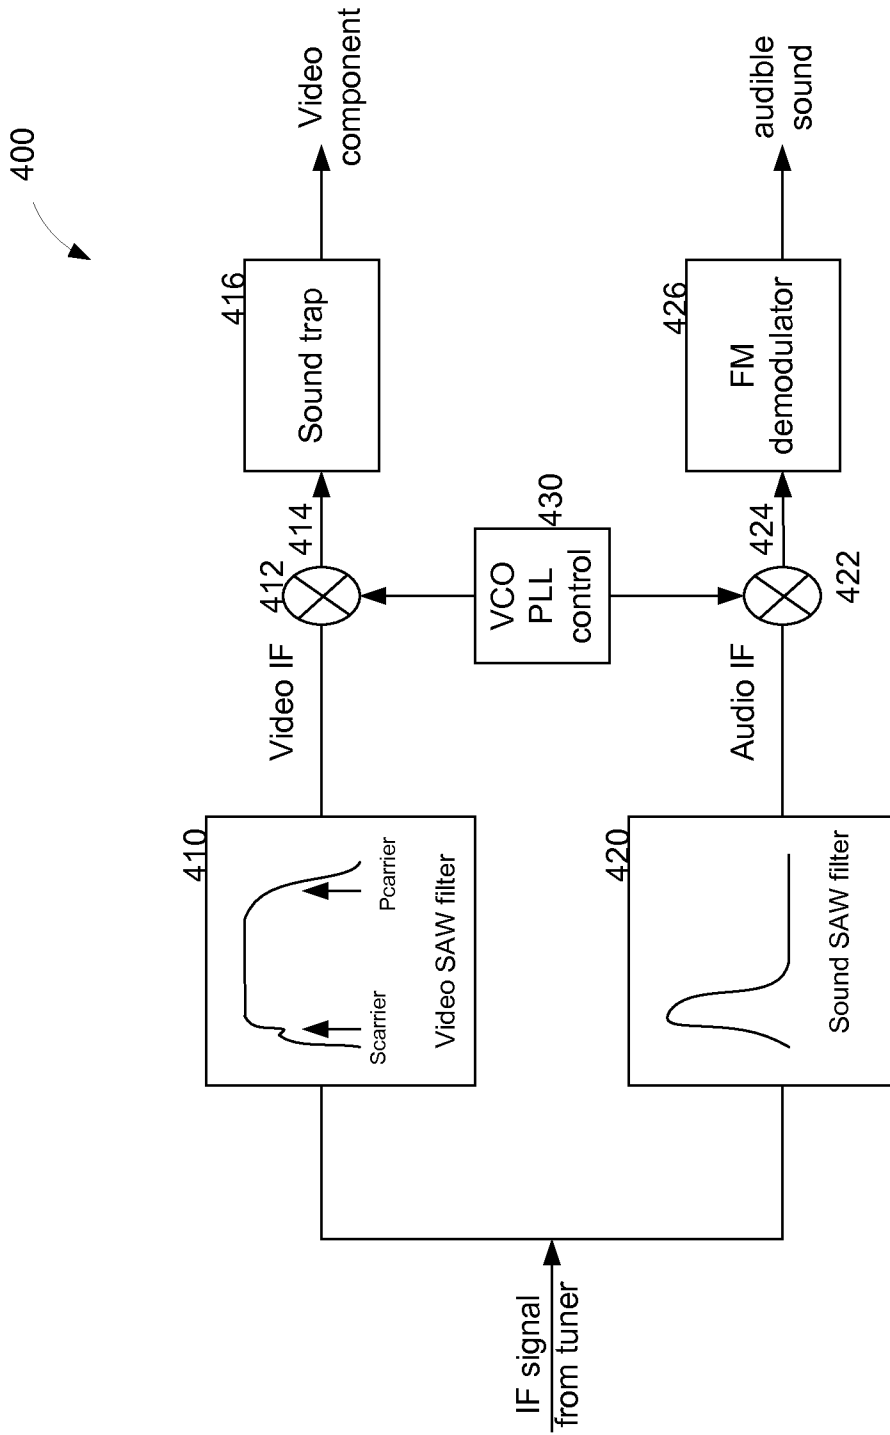 400
IF signal
from tuner
410
Scarrier
Pcarrier
Video SAW filter
Video IF
412
414
416
Sound trap
Video
component
VCO
PLL
control
430
420
Sound SAW filter
Audio IF
422
424
426
FM
demodulator
audible
sound